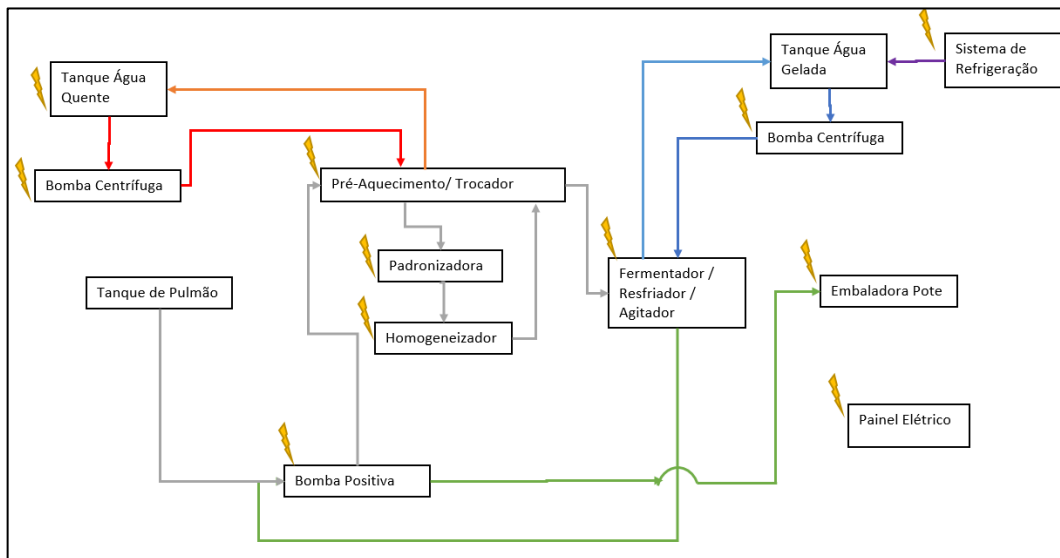 Tanque Água
Quente
Tanque Água
Gelada
Sistema de
Refrigeração
Bomba Centrífuga
Bomba Centrífuga
Pré-Aquecimento/ Trocador
Padronizadora
Fermentador /
Resfriador /
Agitador
Tanque de Pulmão
Embaladora Pote
Homogeneizador
Painel Elétrico
Bomba Positiva